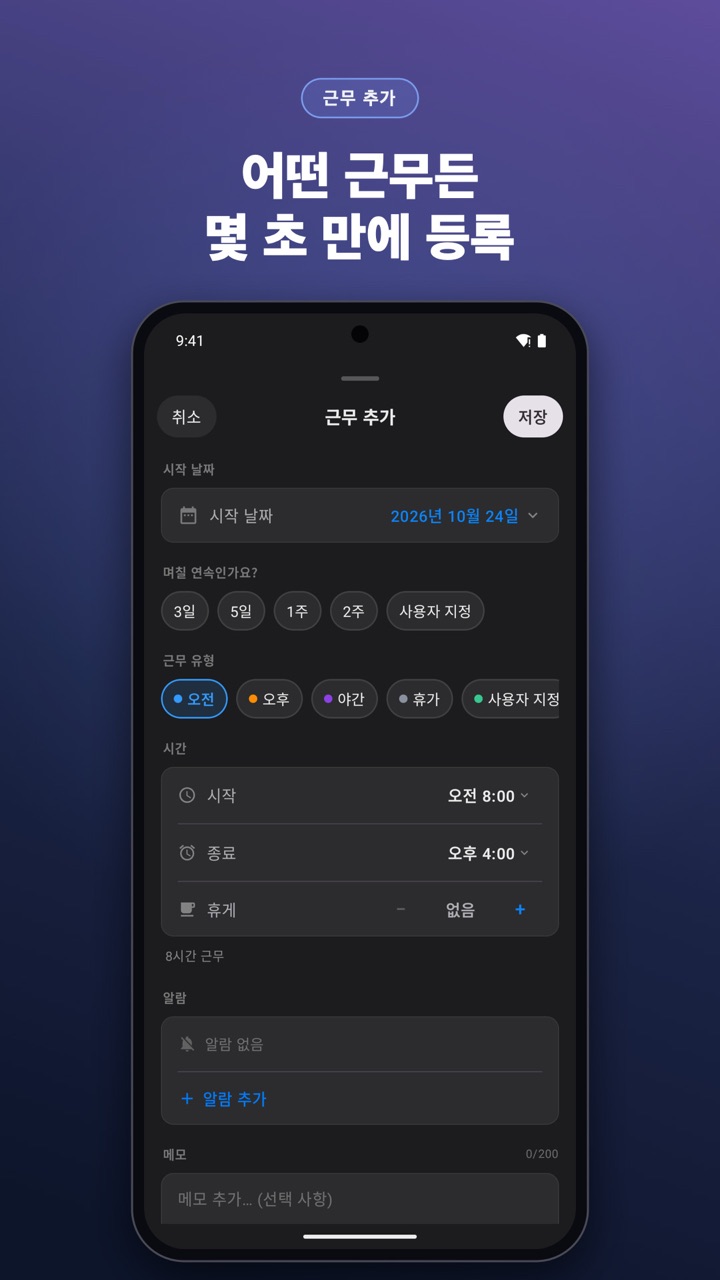 근무 추가
어떤 근무든
몇 초 만에 등록
9:41
취소 근무 추가 저장
시작 날짜
시작 날짜 2026년 10월 24일
며칠 연속인가요?
3일 5일 1주 2주 사용자 지정
근무 유형
오전 오후 야간 휴가 사용자 지정
시간
시작 오전 8:00
종료 오후 4:00
휴게 − 없음 +
8시간 근무
알람
알람 없음
+ 알람 추가
메모 0/200
메모 추가... (선택 사항)